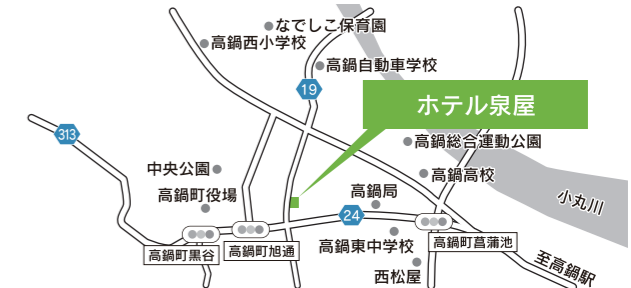 なでしこ保育園
高鍋西小学校
高鍋自動車学校
19
ホテル泉屋
313
高鍋総合運動公園
中央公園
高鍋高校
高鍋町役場
高鍋局
小丸川
24
高鍋町黒谷
高鍋町旭通
高鍋東中学校
高鍋町菖蒲池
西松屋
至高鍋駅